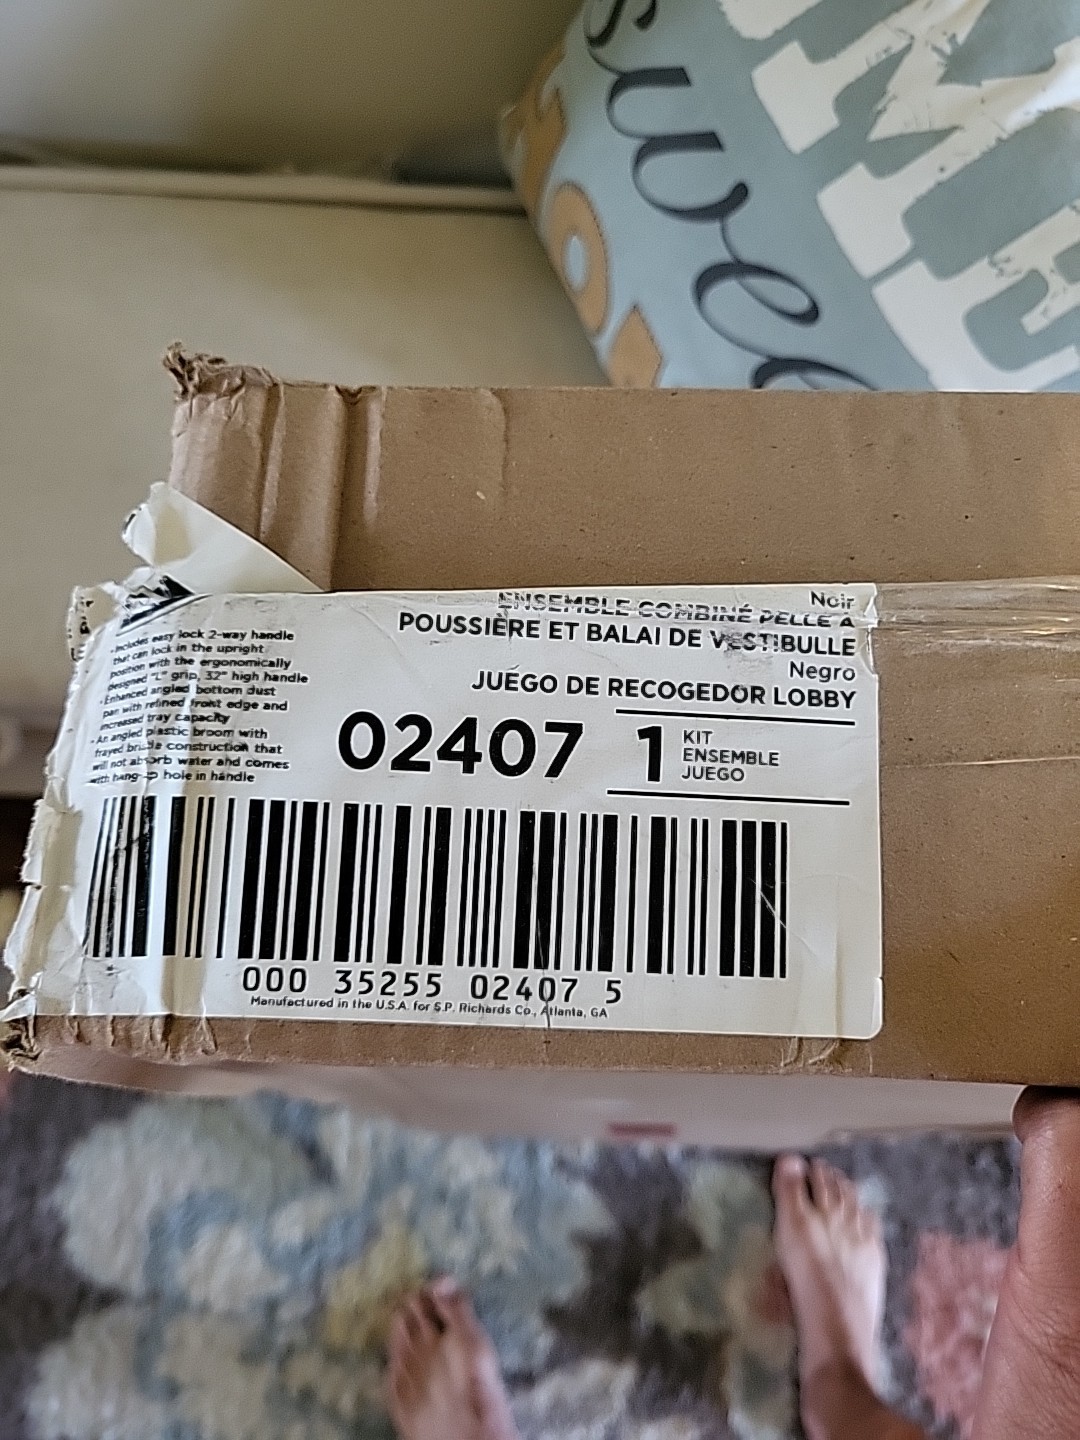 swee
Noir
ENSEMBLE COMBINÉ PELLE À
POUSSIÈRE ET BALAI DE VESTIBULLE
Negro
JUEGO DE RECOGEDOR LOBBY
• Includes easy lock 2-way handle
that can lock in the upright
position with the ergonomically
designed "L" grip, 32" high handle
• Enhanced angled bottom dust
pan with refined front edge and
increased tray capacity
• An angled plastic broom with
frayed bristle construction that
will not absorb water and comes
with hang-up hole in handle
02407
1
KIT
ENSEMBLE
JUEGO
000 35255 02407 5
Manufactured in the U.S.A. for S.P. Richards Co., Atlanta, GA